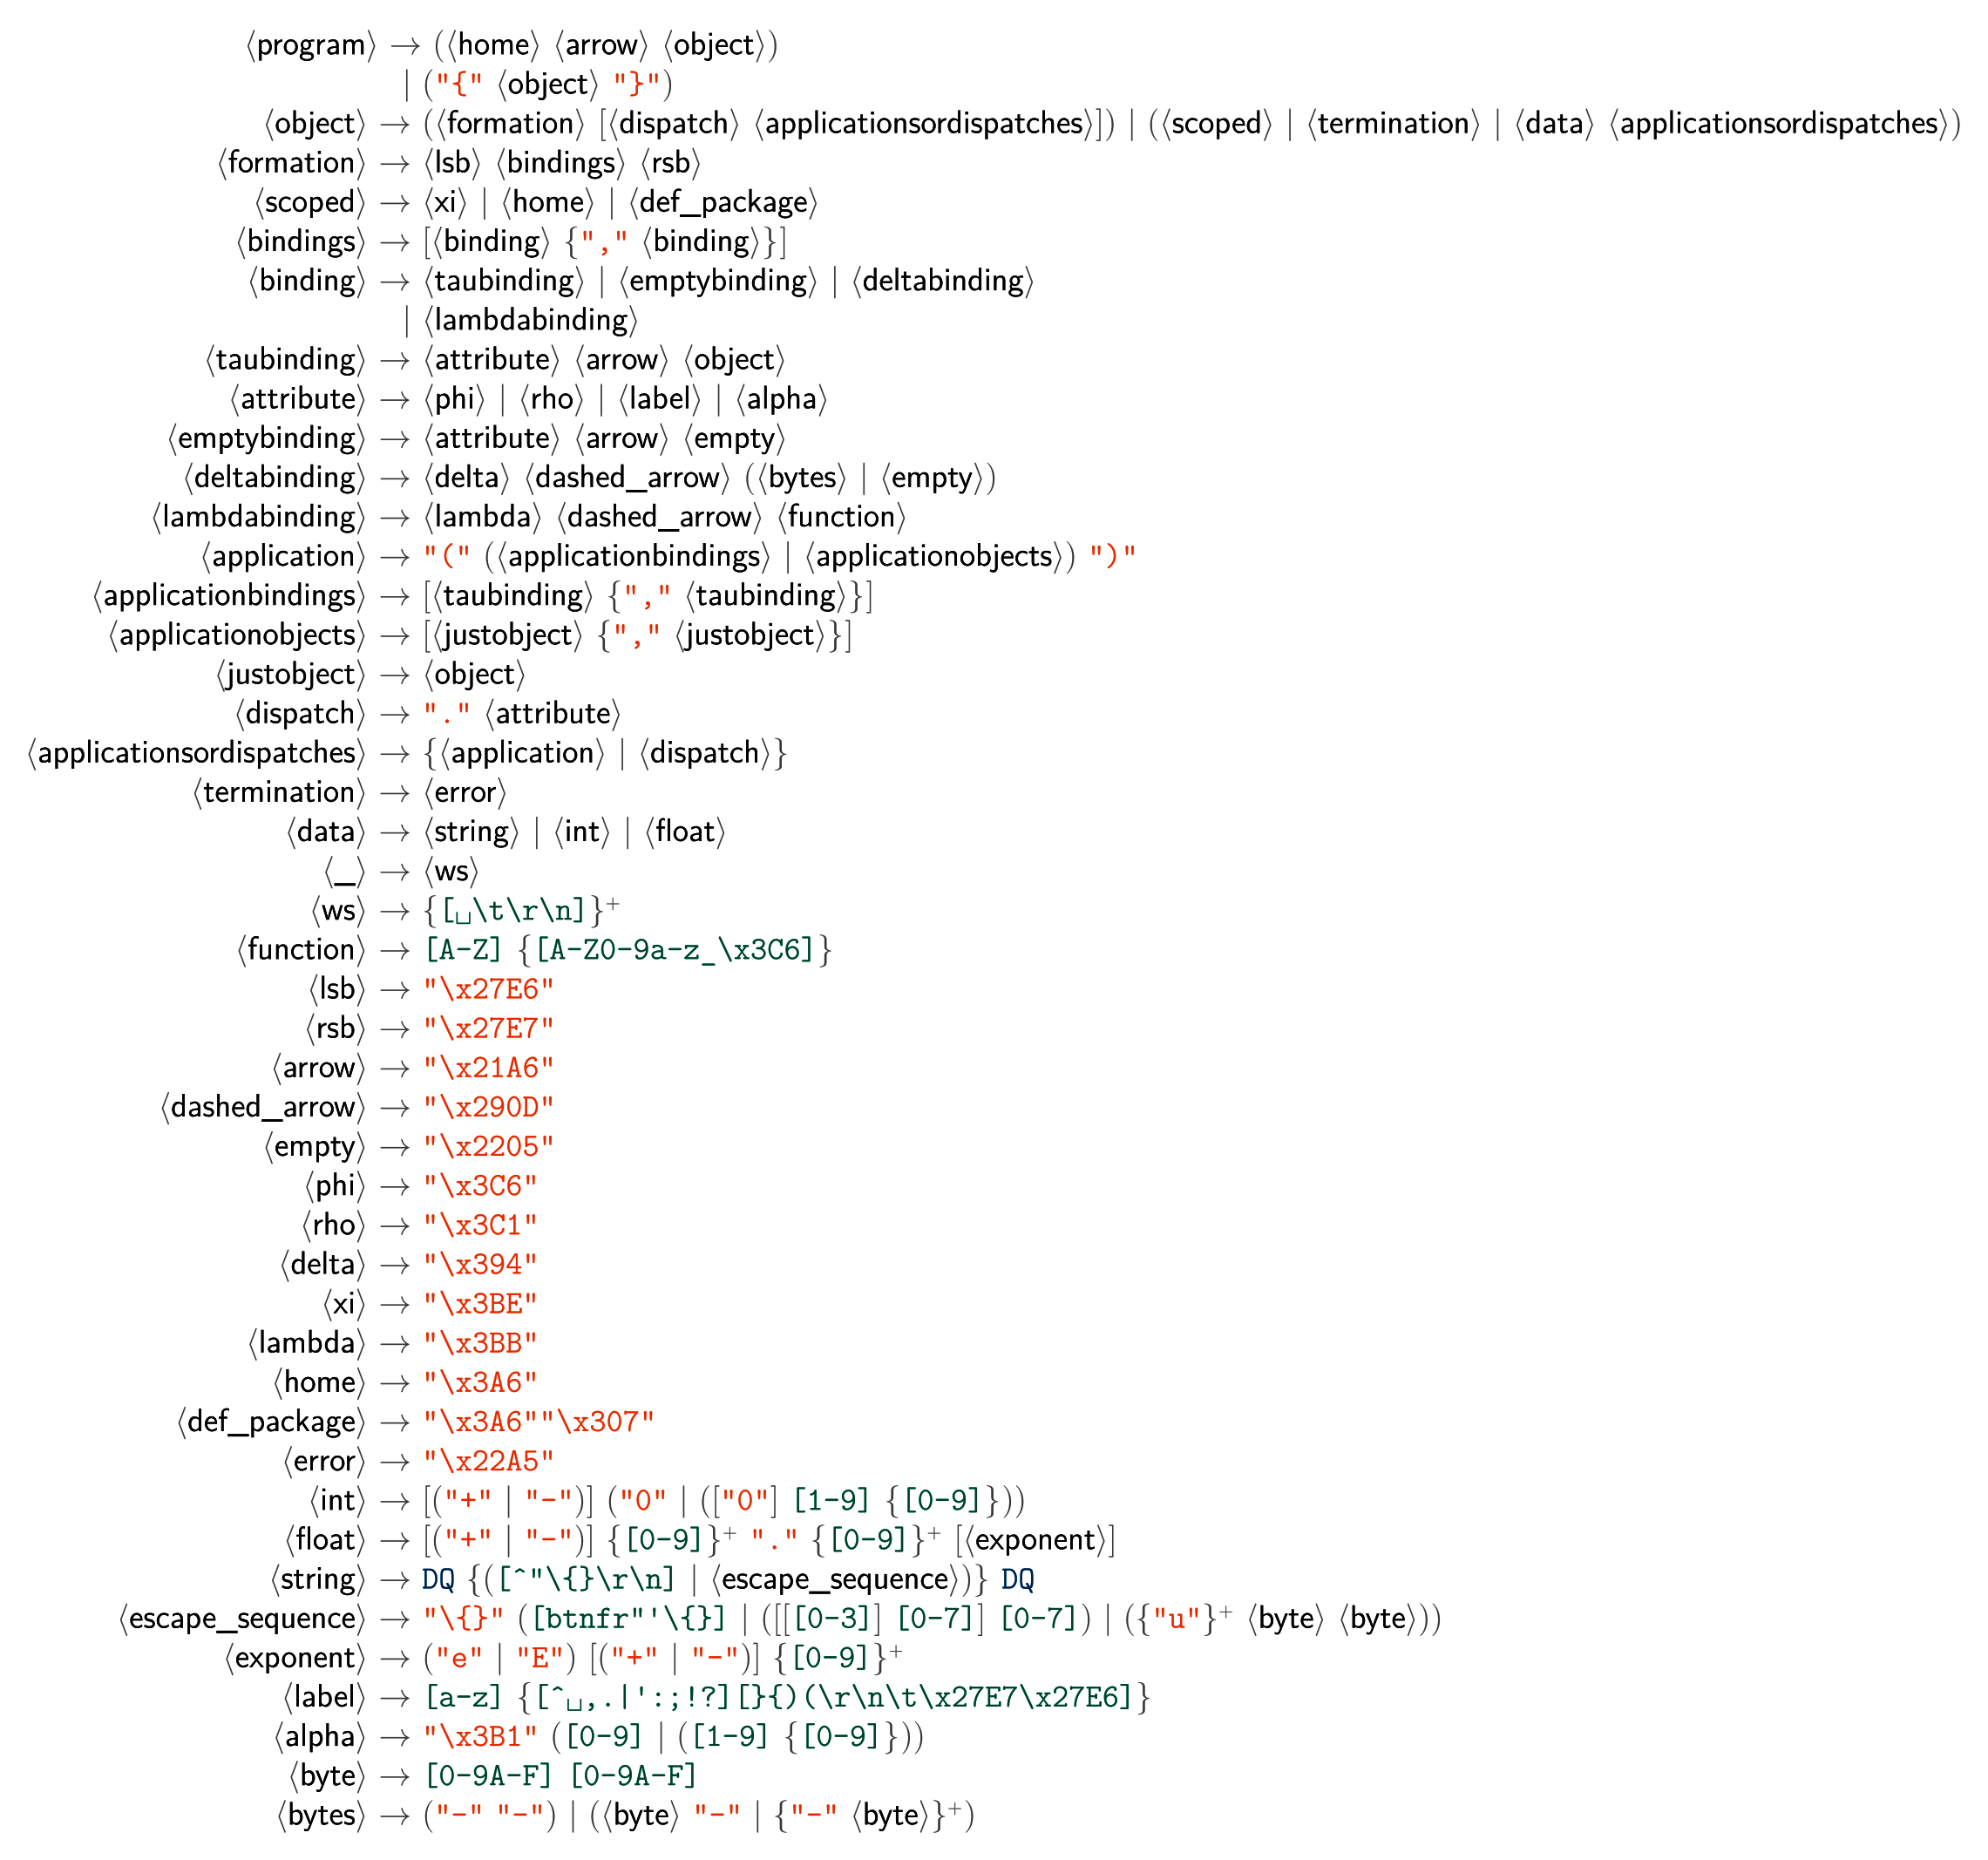 ⟨program⟩ → (⟨home⟩ ⟨arrow⟩ ⟨object⟩)
| ("{" ⟨object⟩ "}")
⟨object⟩ → (⟨formation⟩ [⟨dispatch⟩ ⟨applicationsordispatches⟩]) | (⟨scoped⟩ | ⟨termination⟩ | ⟨data⟩ ⟨applicationsordispatches⟩)
⟨formation⟩ → ⟨lsb⟩ ⟨bindings⟩ ⟨rsb⟩
⟨scoped⟩ → ⟨xi⟩ | ⟨home⟩ | ⟨def_package⟩
⟨bindings⟩ → [⟨binding⟩ {"," ⟨binding⟩}]
⟨binding⟩ → ⟨taubinding⟩ | ⟨emptybinding⟩ | ⟨deltabinding⟩
| ⟨lambdabinding⟩
⟨taubinding⟩ → ⟨attribute⟩ ⟨arrow⟩ ⟨object⟩
⟨attribute⟩ → ⟨phi⟩ | ⟨rho⟩ | ⟨label⟩ | ⟨alpha⟩
⟨emptybinding⟩ → ⟨attribute⟩ ⟨arrow⟩ ⟨empty⟩
⟨deltabinding⟩ → ⟨delta⟩ ⟨dashed_arrow⟩ (⟨bytes⟩ | ⟨empty⟩)
⟨lambdabinding⟩ → ⟨lambda⟩ ⟨dashed_arrow⟩ ⟨function⟩
⟨application⟩ → "(" (⟨applicationbindings⟩ | ⟨applicationobjects⟩) ")"
⟨applicationbindings⟩ → [⟨taubinding⟩ {"," ⟨taubinding⟩}]
⟨applicationobjects⟩ → [⟨justobject⟩ {"," ⟨justobject⟩}]
⟨justobject⟩ → ⟨object⟩
⟨dispatch⟩ → "." ⟨attribute⟩
⟨applicationsordispatches⟩ → {⟨application⟩ | ⟨dispatch⟩}
⟨termination⟩ → ⟨error⟩
⟨data⟩ → ⟨string⟩ | ⟨int⟩ | ⟨float⟩
⟨_⟩ → ⟨ws⟩
⟨ws⟩ → {[␣\t\r\n]}⁺
⟨function⟩ → [A-Z] {[A-Z0-9a-z_\x3C6]}
⟨lsb⟩ → "\x27E6"
⟨rsb⟩ → "\x27E7"
⟨arrow⟩ → "\x21A6"
⟨dashed_arrow⟩ → "\x290D"
⟨empty⟩ → "\x2205"
⟨phi⟩ → "\x3C6"
⟨rho⟩ → "\x3C1"
⟨delta⟩ → "\x394"
⟨xi⟩ → "\x3BE"
⟨lambda⟩ → "\x3BB"
⟨home⟩ → "\x3A6"
⟨def_package⟩ → "\x3A6""\x307"
⟨error⟩ → "\x22A5"
⟨int⟩ → [("+" | "-")] ("0" | (["0"] [1-9] {[0-9]}))
⟨float⟩ → [("+" | "-")] {[0-9]}⁺ "." {[0-9]}⁺ [⟨exponent⟩]
⟨string⟩ → DQ {([^"\{}\r\n] | ⟨escape_sequence⟩)} DQ
⟨escape_sequence⟩ → "\{}" ([btnfr"'\{}] | ([[[0-3]] [0-7]] [0-7]) | ({"u"}⁺ ⟨byte⟩ ⟨byte⟩))
⟨exponent⟩ → ("e" | "E") [("+" | "-")] {[0-9]}⁺
⟨label⟩ → [a-z] {[^␣,.|':;!?][}{)(\r\n\t\x27E7\x27E6]}
⟨alpha⟩ → "\x3B1" ([0-9] | ([1-9] {[0-9]}))
⟨byte⟩ → [0-9A-F] [0-9A-F]
⟨bytes⟩ → ("-" "-") | (⟨byte⟩ "-" | {"-" ⟨byte⟩}⁺)